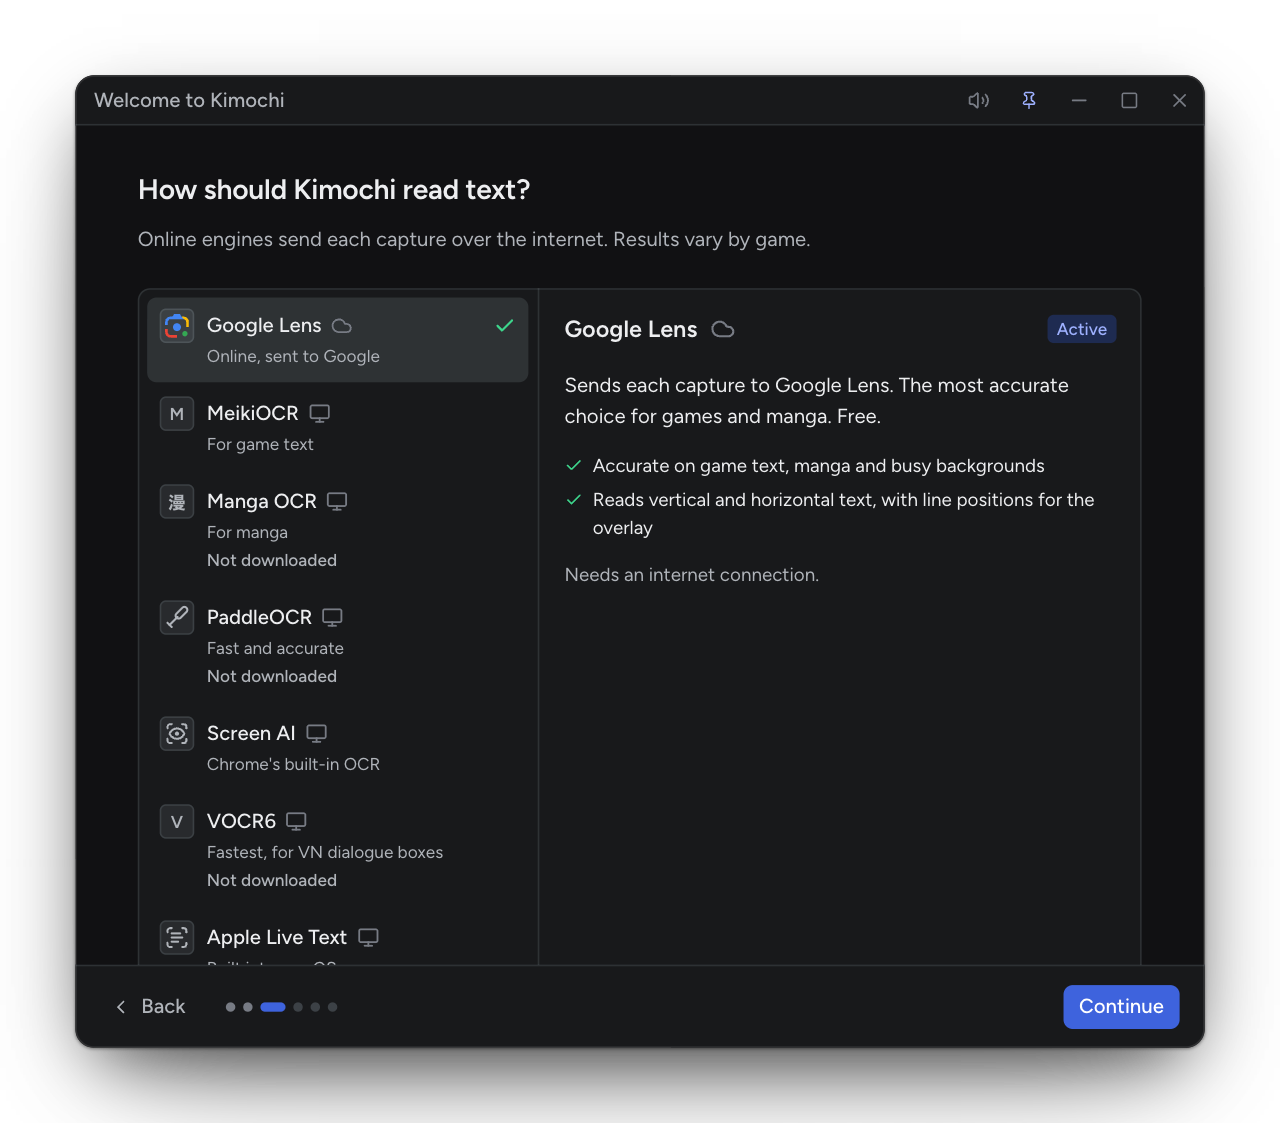 Welcome to Kimochi
How should Kimochi read text?
Online engines send each capture over the internet. Results vary by game.
Google Lens
Online, sent to Google
M
MeikiOCR
For game text
漫
Manga OCR
For manga
Not downloaded
PaddleOCR
Fast and accurate
Not downloaded
Screen AI
Chrome's built-in OCR
V
VOCR6
Fastest, for VN dialogue boxes
Not downloaded
Apple Live Text
Google Lens
Active
Sends each capture to Google Lens. The most accurate
choice for games and manga. Free.
Accurate on game text, manga and busy backgrounds
Reads vertical and horizontal text, with line positions for the
overlay
Needs an internet connection.
Back
Continue